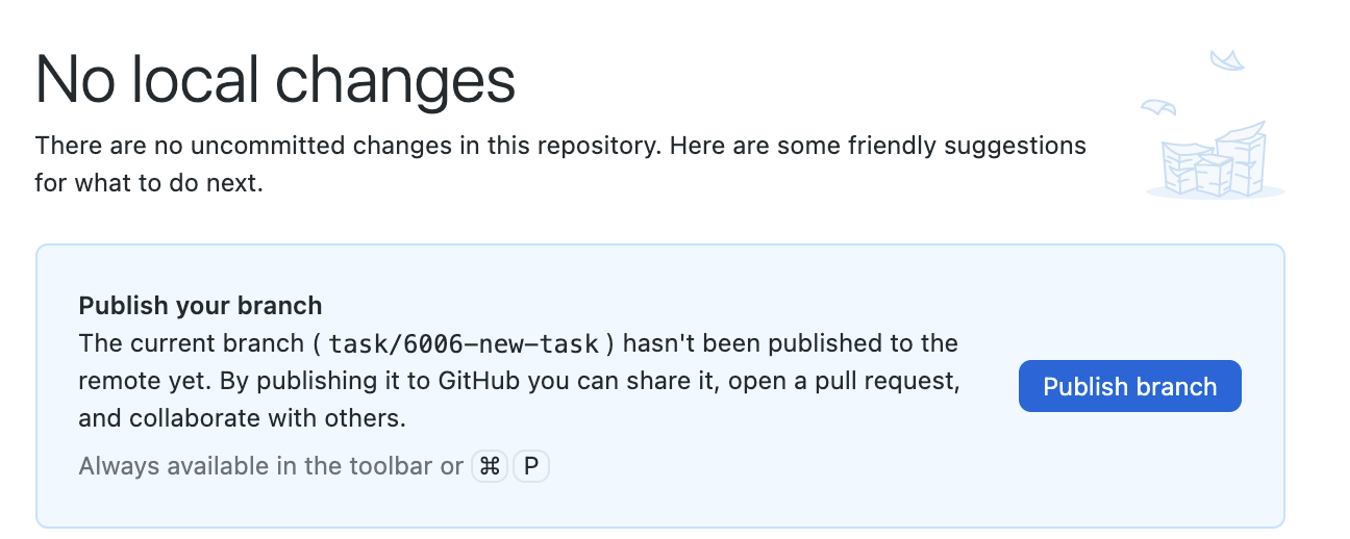 No local changes
There are no uncommitted changes in this repository. Here are some friendly suggestions
for what to do next.
Publish your branch
The current branch ( task/6006-new-task ) hasn't been published to the
remote yet. By publishing it to GitHub you can share it, open a pull request,
and collaborate with others.
Publish branch
Always available in the toolbar or ⌘ P